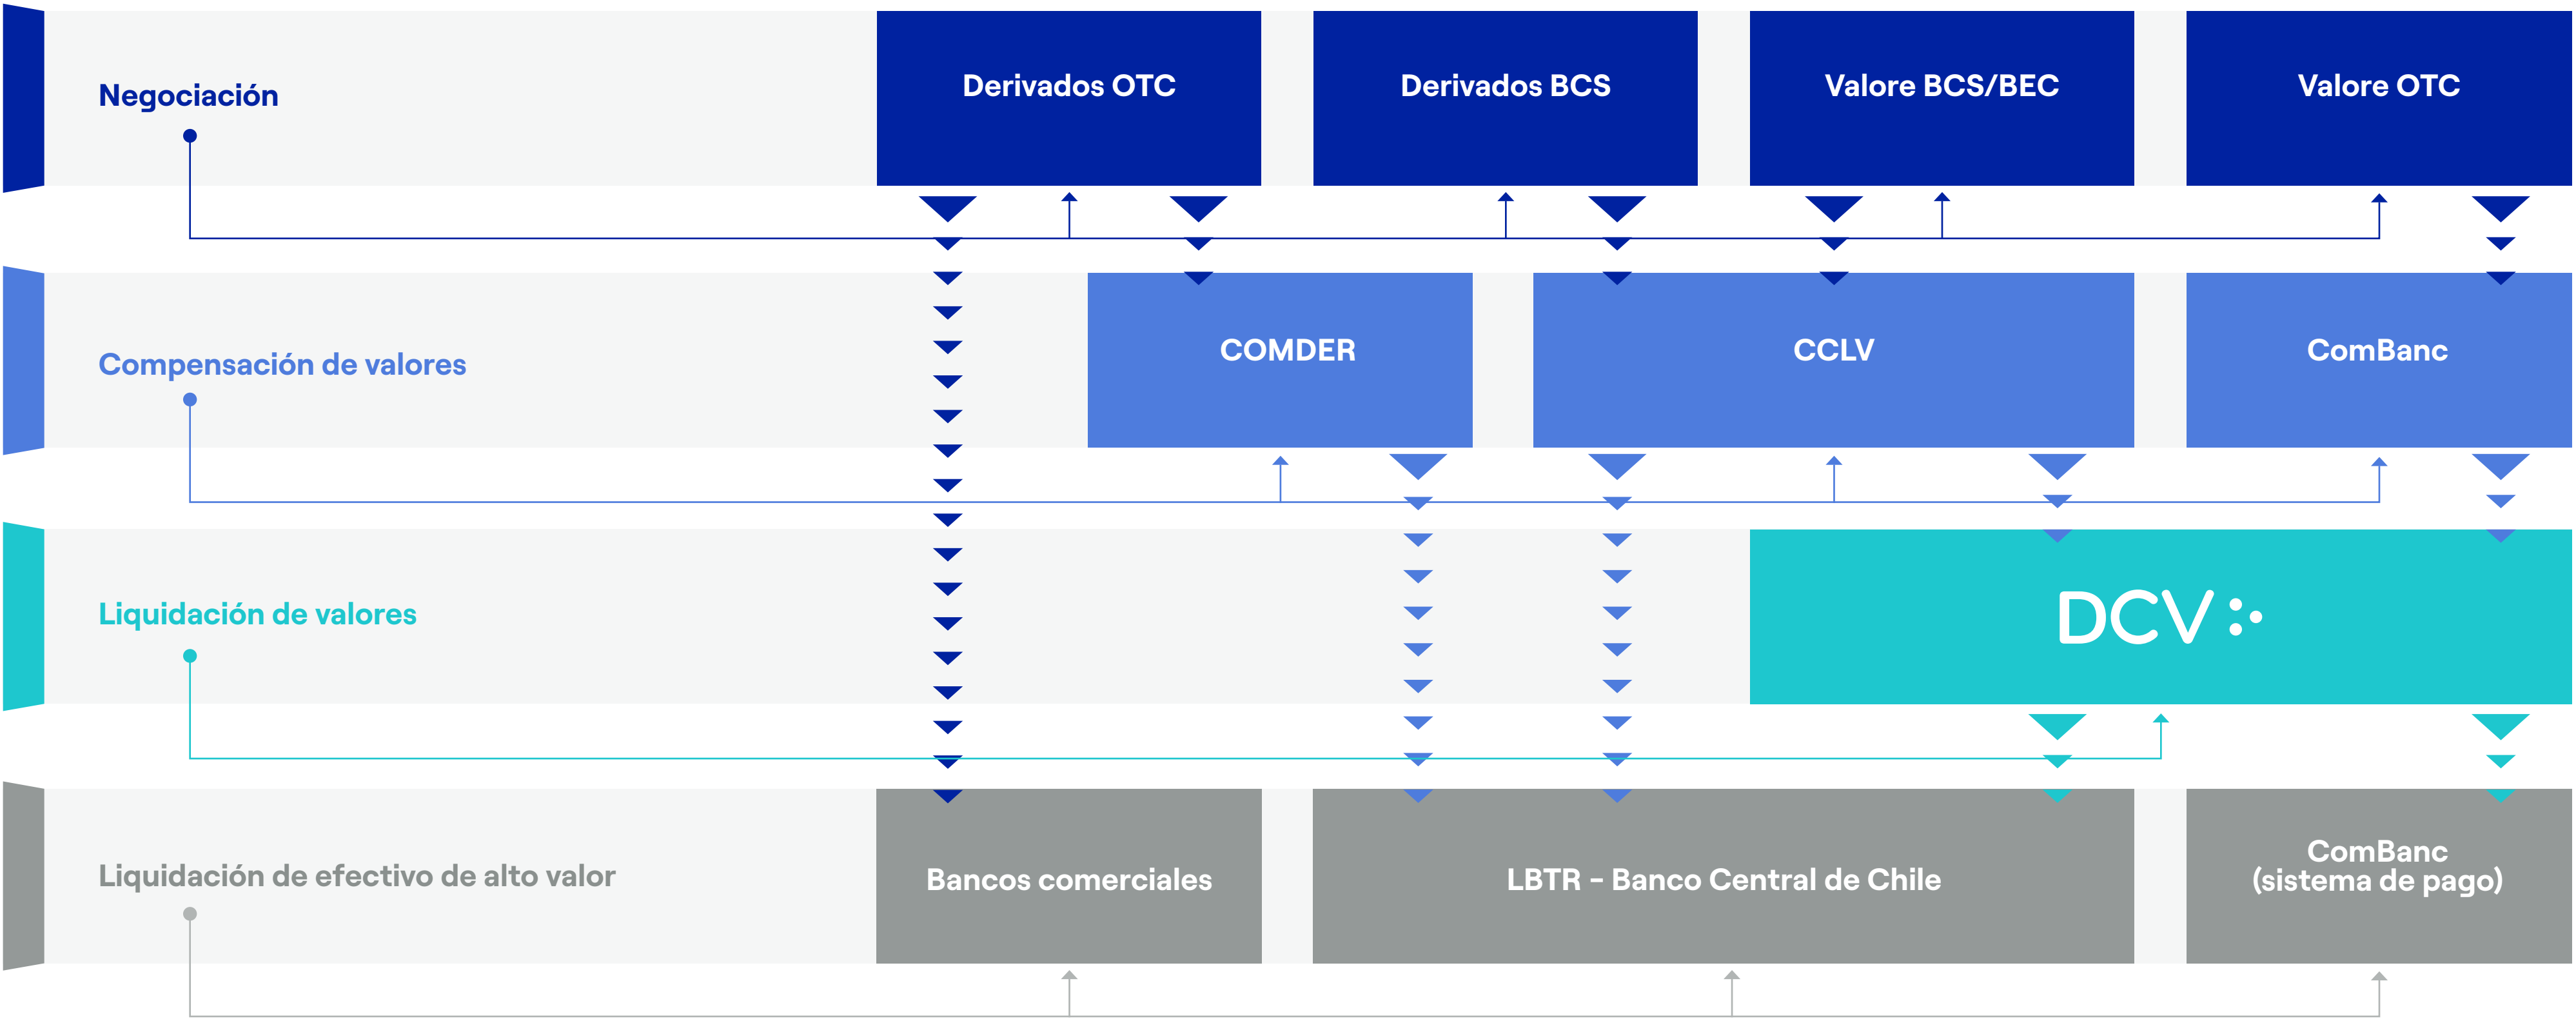 Negociación
Derivados OTC
Derivados BCS
Valore BCS/BEC
Valore OTC
Compensación de valores
COMDER
CCLV
ComBanc
Liquidación de valores
DCV
Liquidación de efectivo de alto valor
Bancos comerciales
LBTR - Banco Central de Chile
ComBanc
(sistema de pago)